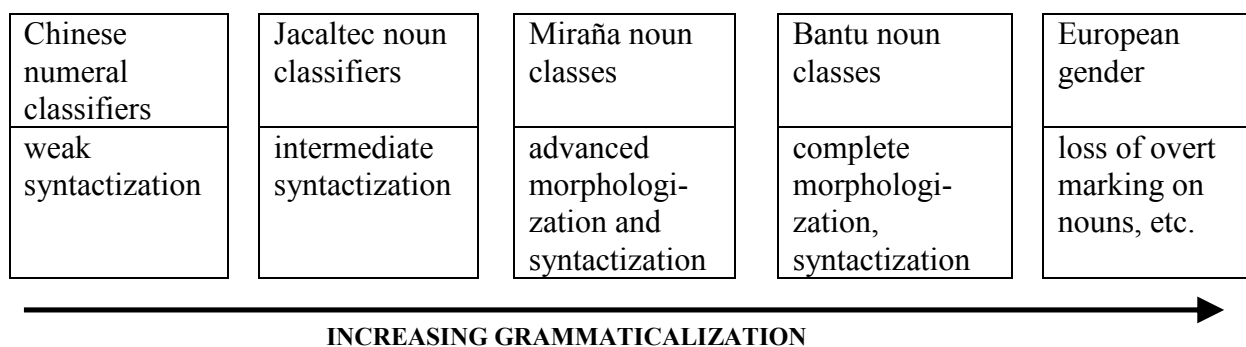 Chinese
numeral
classifiers
weak
syntactization
Jacaltec noun
classifiers
intermediate
syntactization
Miraña noun
classes
advanced
morphologi-
zation and
syntactization
Bantu noun
classes
complete
morphologi-
zation,
syntactization
European
gender
loss of overt
marking on
nouns, etc.
INCREASING GRAMMATICALIZATION